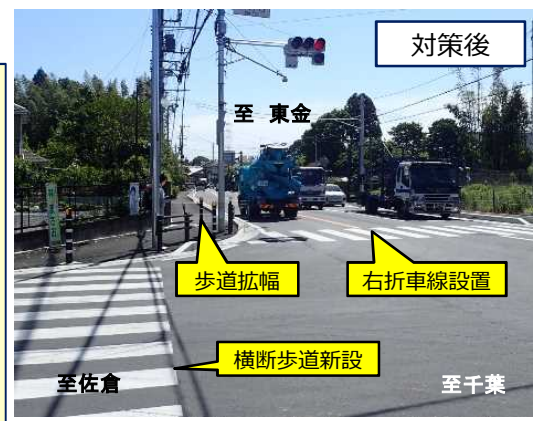 対策後
至 東金
歩道拡幅
右折車線設置
横断歩道新設
至佐倉
至千葉